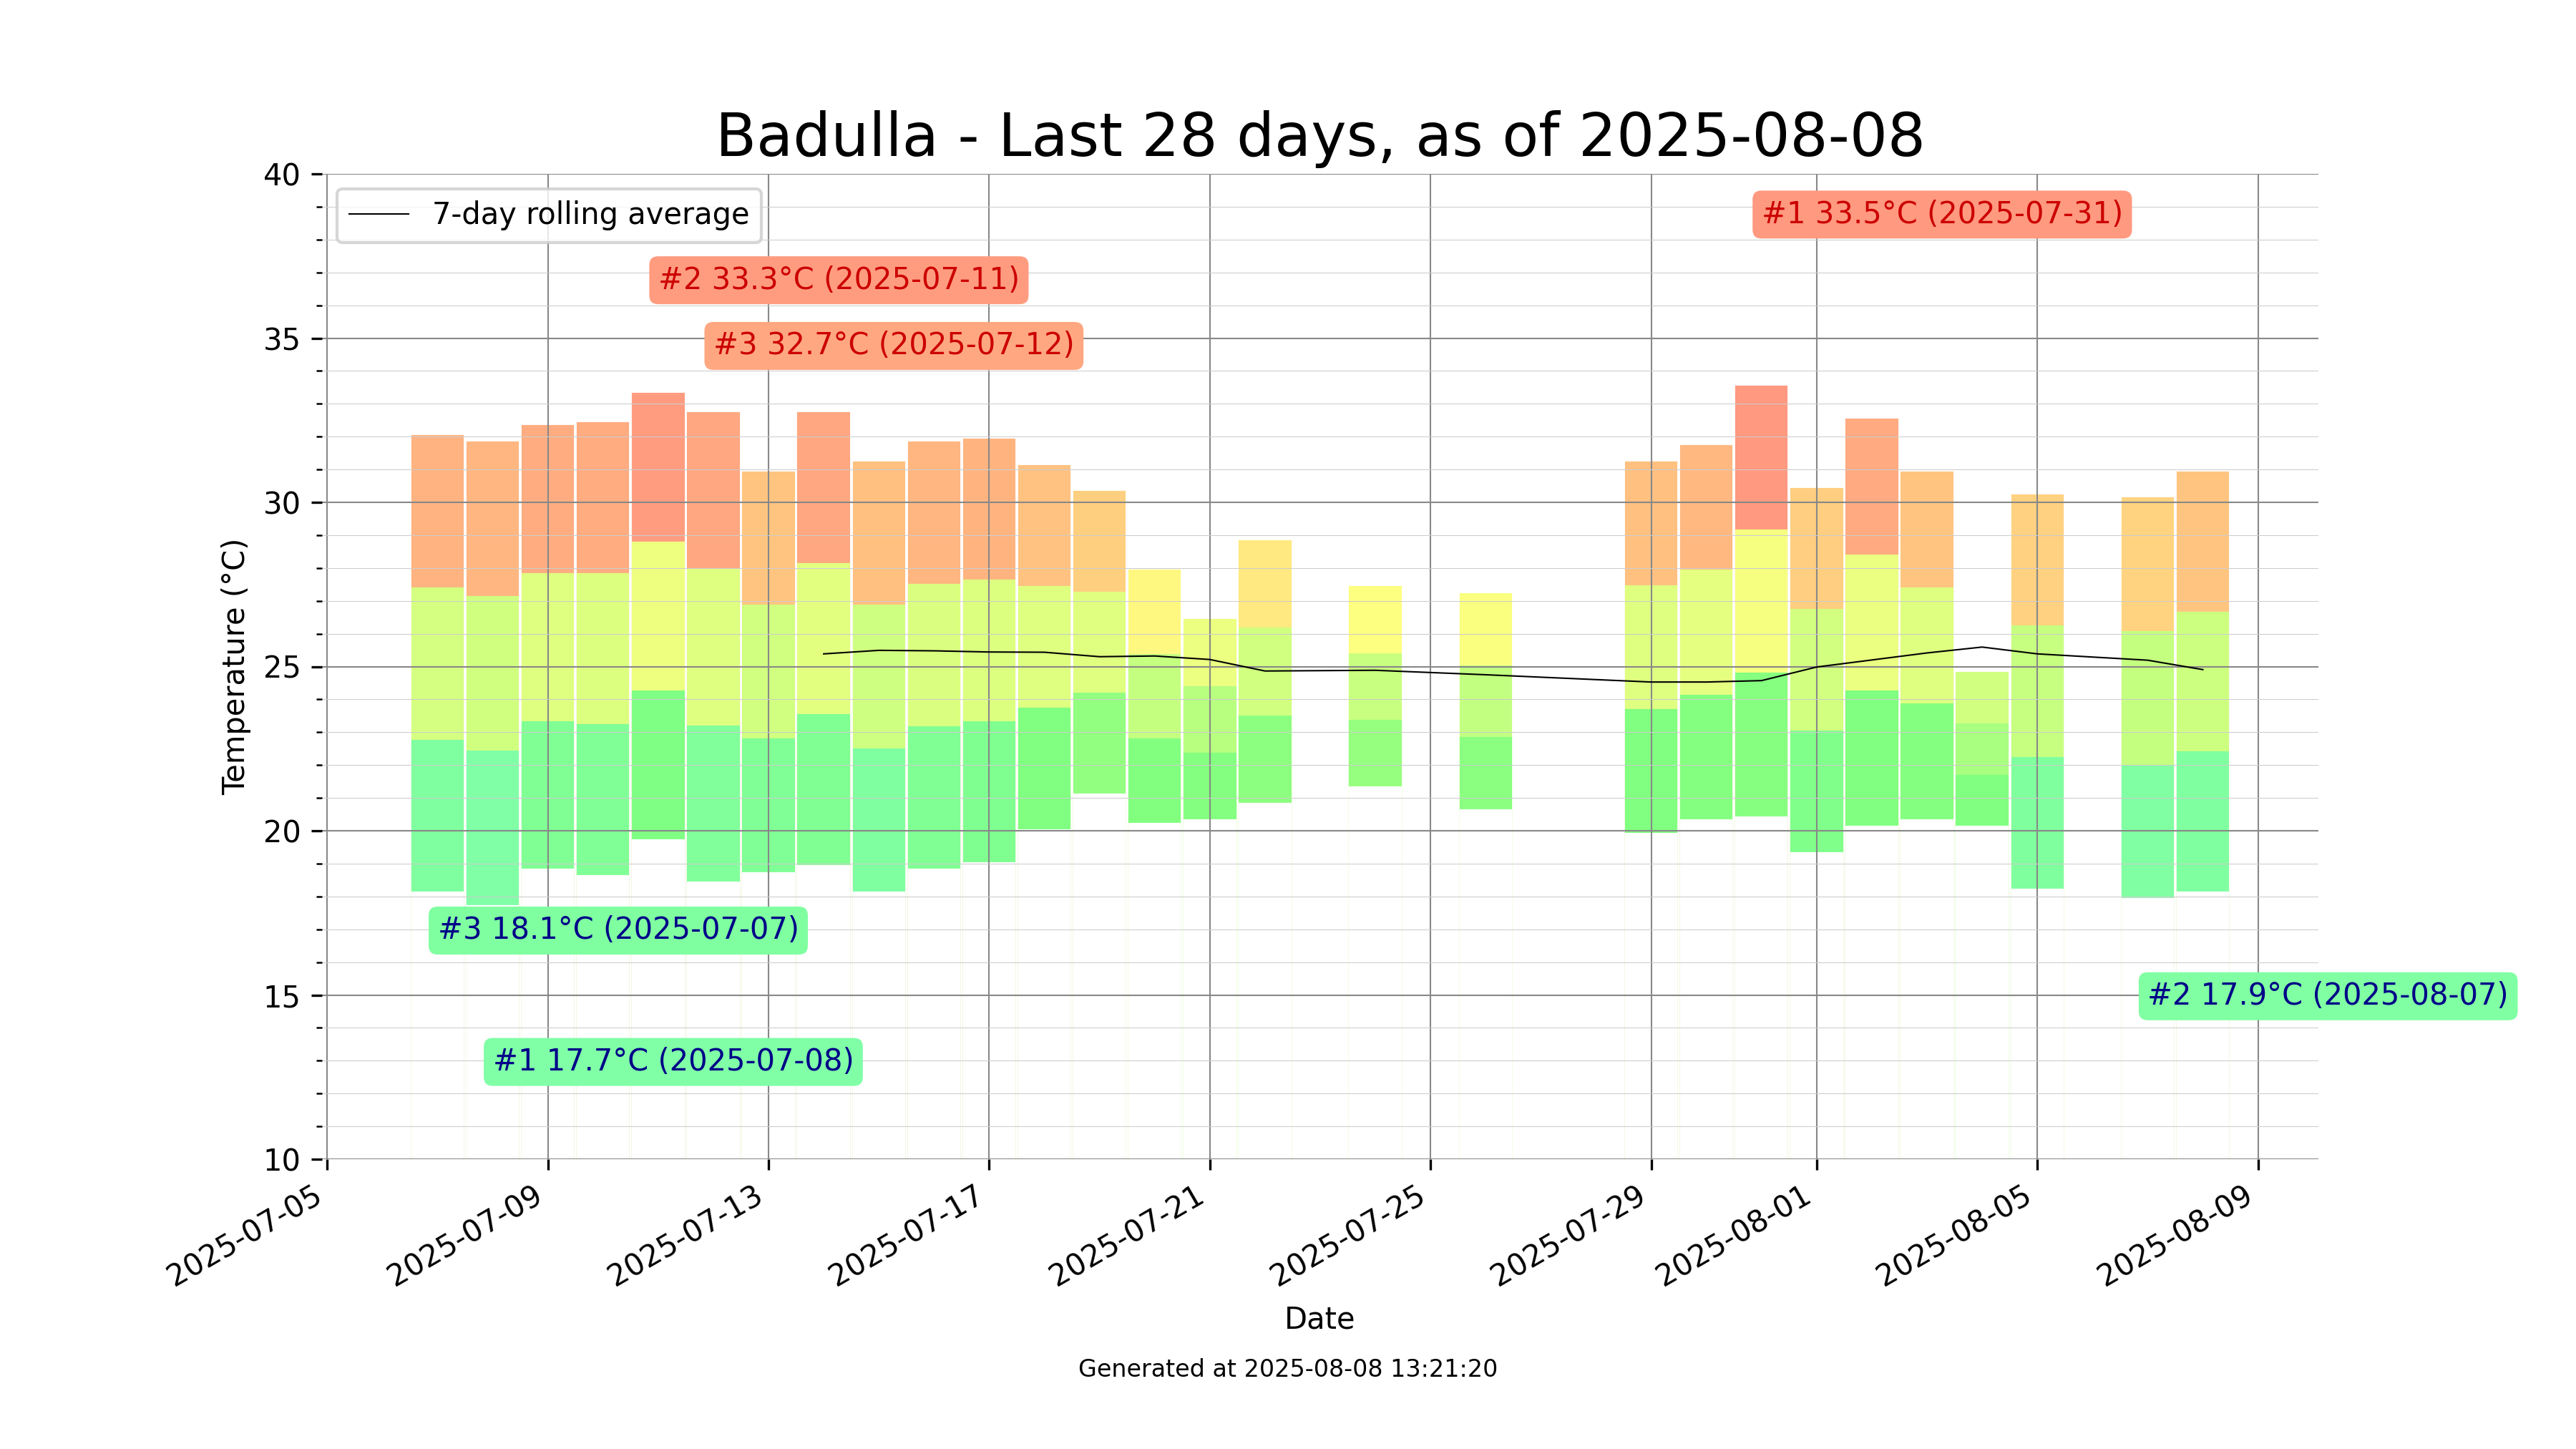 Badulla - Last 28 days, as of 2025-08-08
40
7-day rolling average
#1 33.5°C (2025-07-31)
#2 33.3°C (2025-07-11)
35
#3 32.7°C (2025-07-12)
30
Temperature (°C)
25
20
#3 18.1°C (2025-07-07)
15
#2 17.9°C (2025-08-07)
#1 17.7°C (2025-07-08)
10
2025-07-05
2025-07-09
2025-07-13
2025-07-17
2025-07-21
2025-07-25
2025-07-29
2025-08-01
2025-08-05
2025-08-09
Date
Generated at 2025-08-08 13:21:20